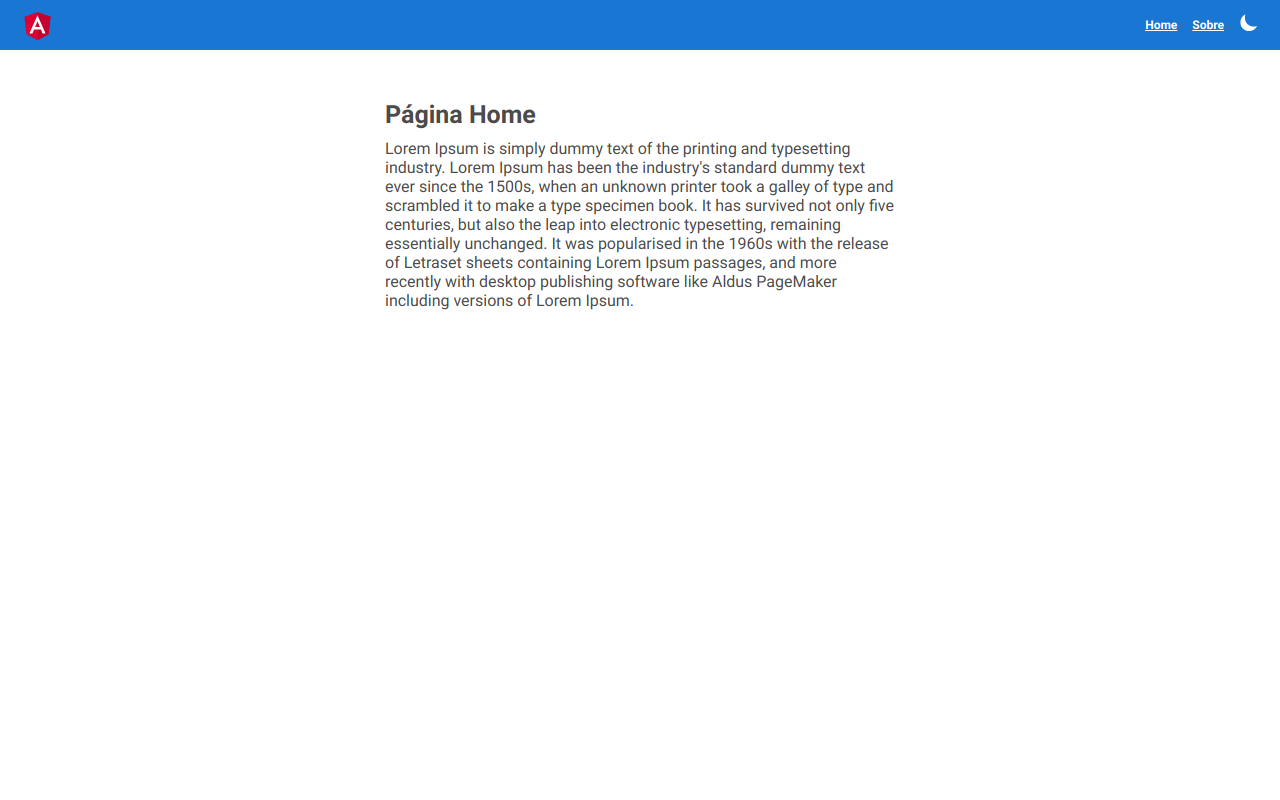 A
Home Sobre
Página Home
Lorem Ipsum is simply dummy text of the printing and typesetting
industry. Lorem Ipsum has been the industry's standard dummy text
ever since the 1500s, when an unknown printer took a galley of type and
scrambled it to make a type specimen book. It has survived not only five
centuries, but also the leap into electronic typesetting, remaining
essentially unchanged. It was popularised in the 1960s with the release
of Letraset sheets containing Lorem Ipsum passages, and more
recently with desktop publishing software like Aldus PageMaker
including versions of Lorem Ipsum.